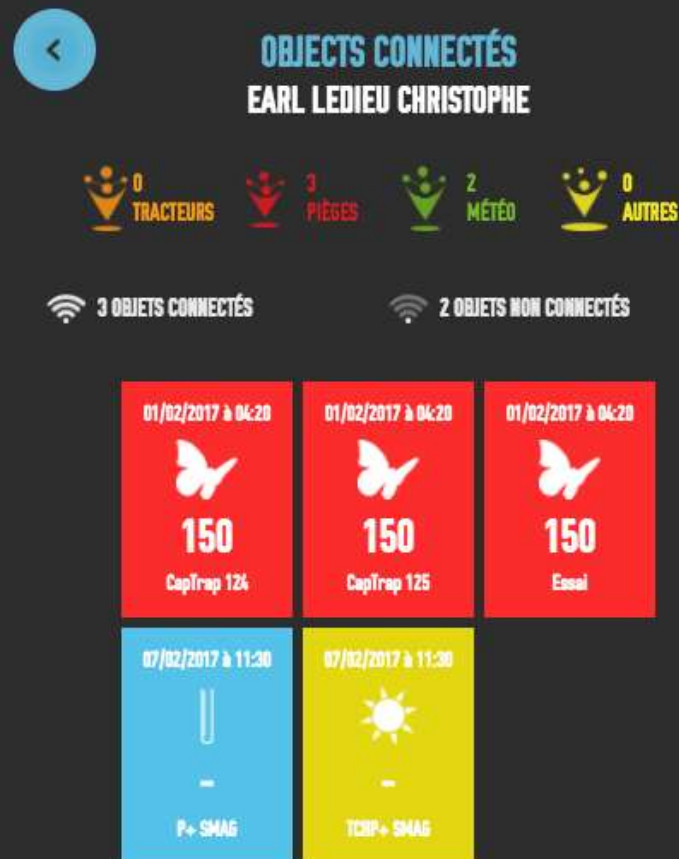 OBJECTS CONNECTÉS
EARL LEDIEU CHRISTOPHE
0 TRACTEURS
3 PIÈGES
2 MÉTÉO
0 AUTRES
3 OBJETS CONNECTÉS
2 OBJETS NON CONNECTÉS
01/02/2017 à 04:20
150
CapTrap 124
01/02/2017 à 04:20
150
CapTrap 125
01/02/2017 à 04:20
150
Essai
07/02/2017 à 11:30
-
P+ SMAG
07/02/2017 à 11:30
-
TCHP+ SMAG